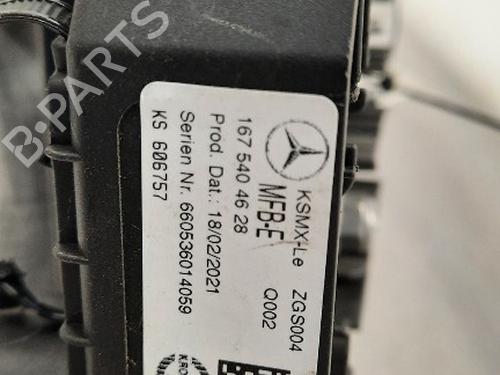 B-PARTS
KSMX-Le ZGS004
MFB-E Q002
167 540 46 28
Prod. Dat.: 18/02/2021
Serien Nr. 660536014059
KS 606757